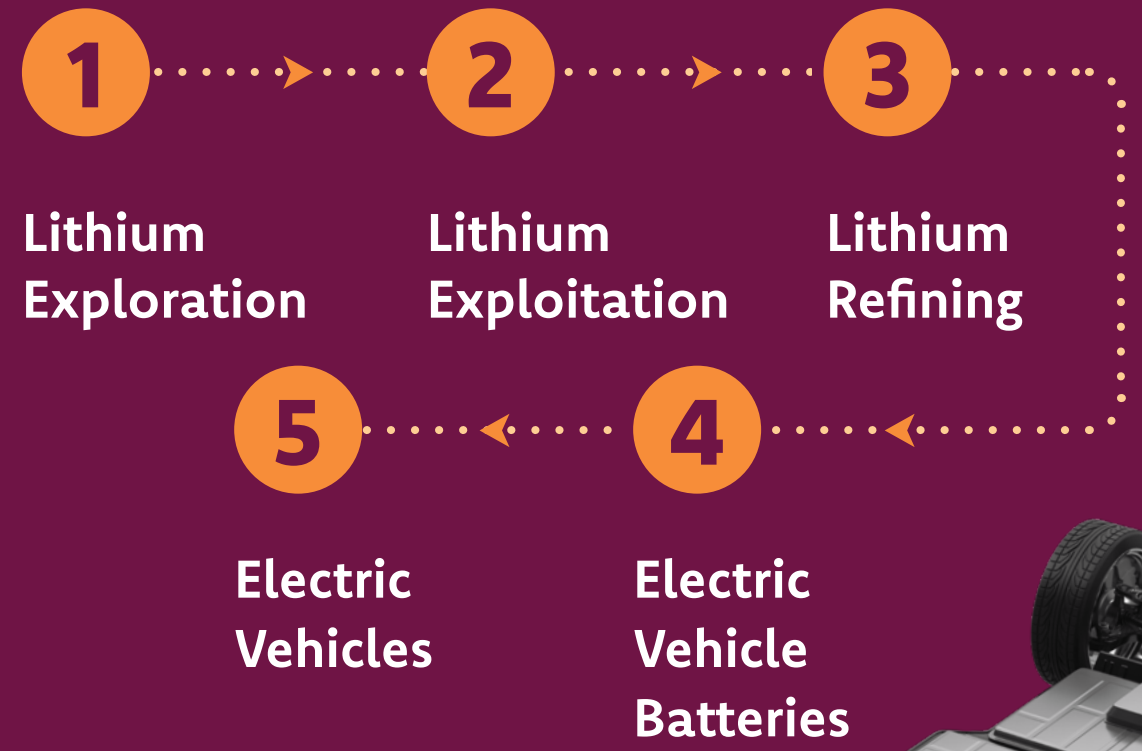 1
2
3
Lithium
Exploration
Lithium
Exploitation
Lithium
Refining
5
4
Electric
Vehicles
Electric
Vehicle
Batteries